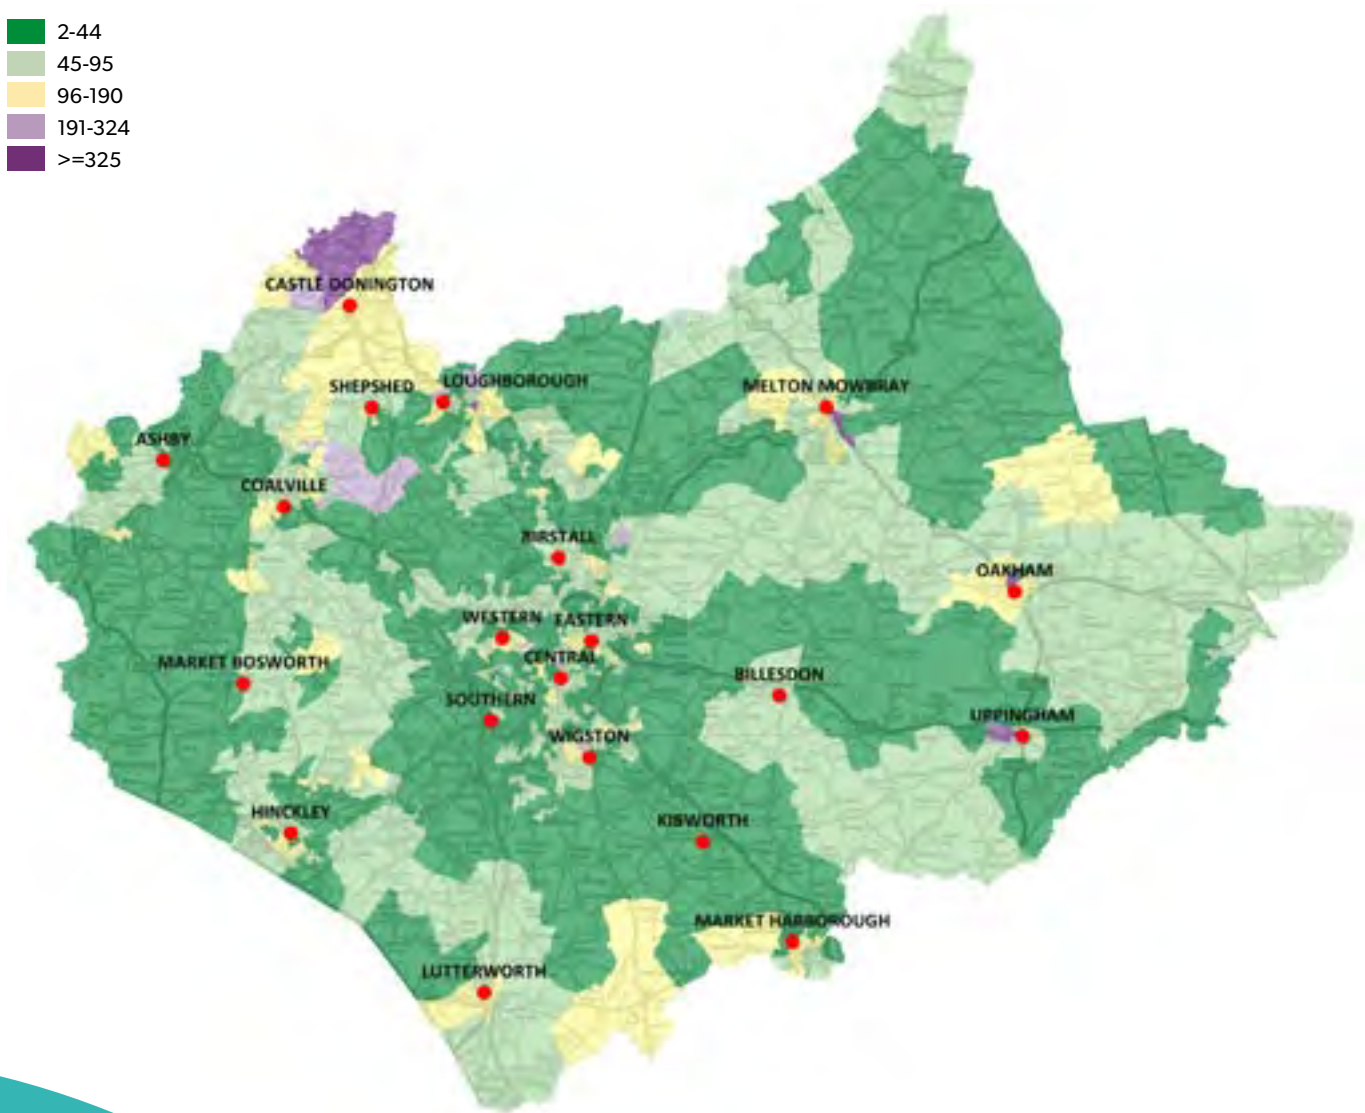 2-44
45-95
96-190
191-324
>=325
CASTLE DONINGTON
SHEPSHED
LOUGHBOROUGH
MELTON MOWBRAY
ASHBY
COALVILLE
BIRSTALL
OAKHAM
WESTERN
EASTERN
CENTRAL
MARKET BOSWORTH
BILLESDON
SOUTHERN
UPPINGHAM
WIGSTON
HINCKLEY
KIBWORTH
MARKET HARBOROUGH
LUTTERWORTH